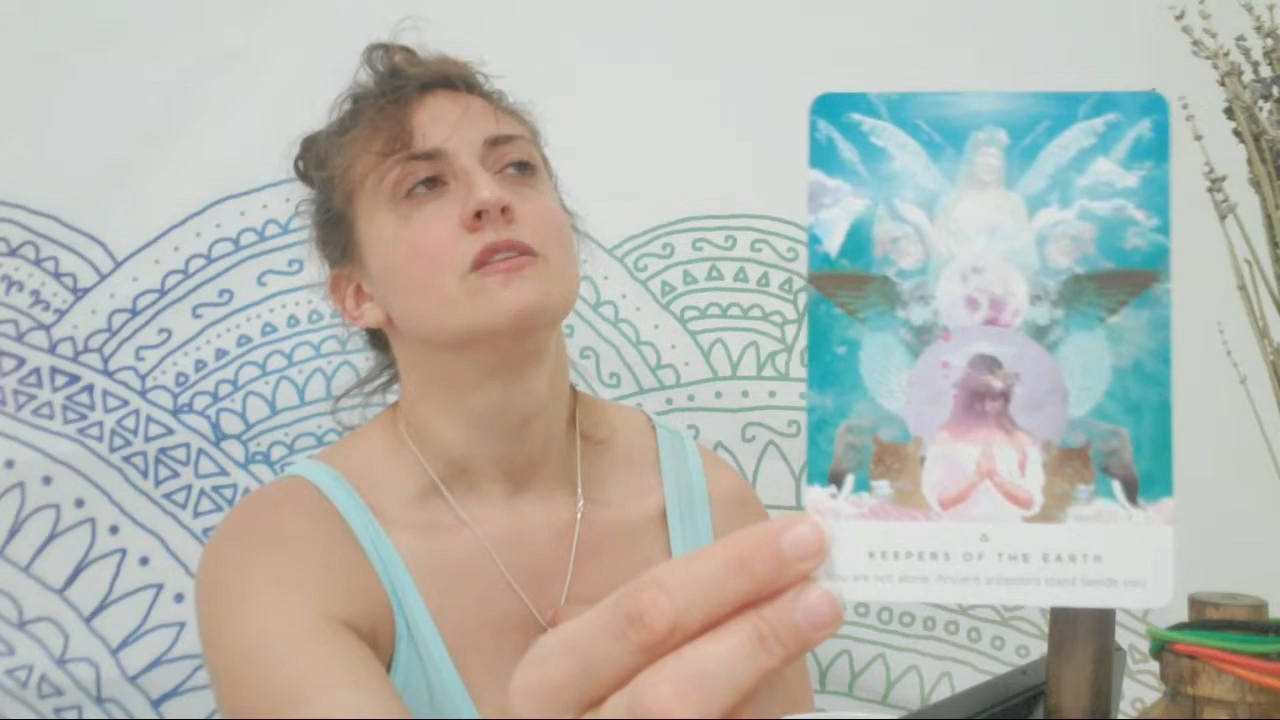 KEEPERS OF THE EARTH
You are not alone. Ancient ancestors stand beside you.